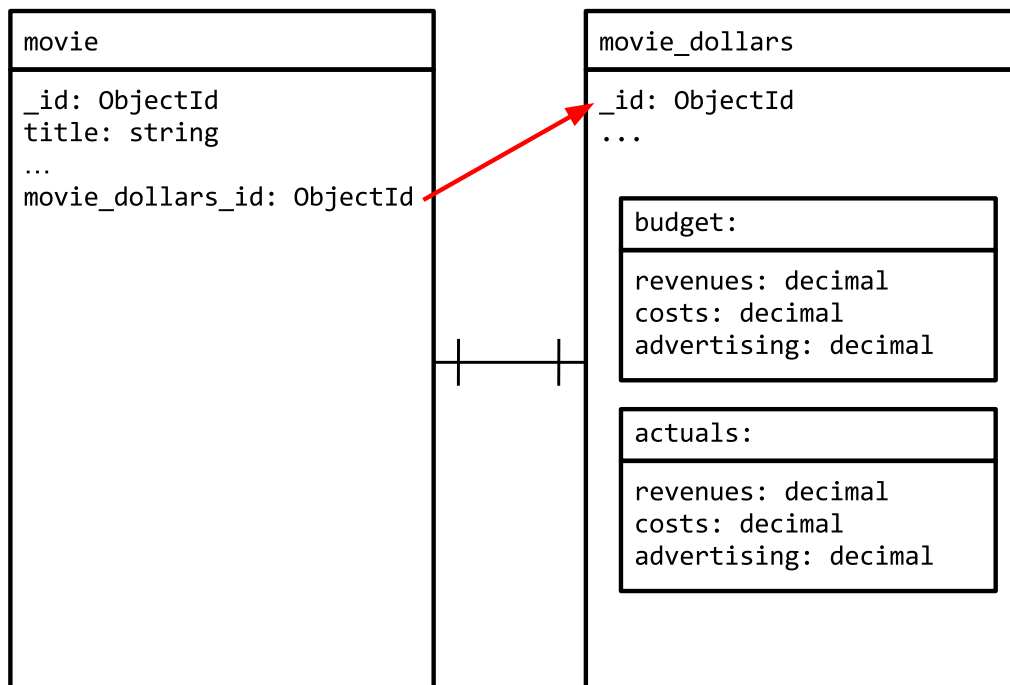 movie
_id: ObjectId
title: string
...
movie_dollars_id: ObjectId
movie_dollars
_id: ObjectId
...
budget:
revenues: decimal
costs: decimal
advertising: decimal
actuals:
revenues: decimal
costs: decimal
advertising: decimal